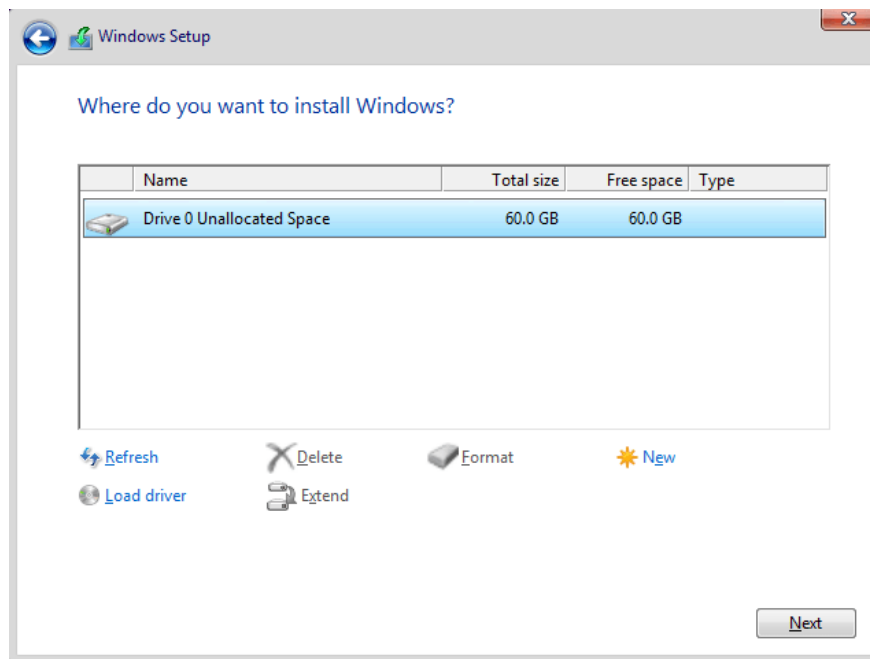 Windows Setup
Where do you want to install Windows?
Name Total size Free space Type
Drive 0 Unallocated Space 60.0 GB 60.0 GB
Refresh Delete Format New
Load driver Extend
Next